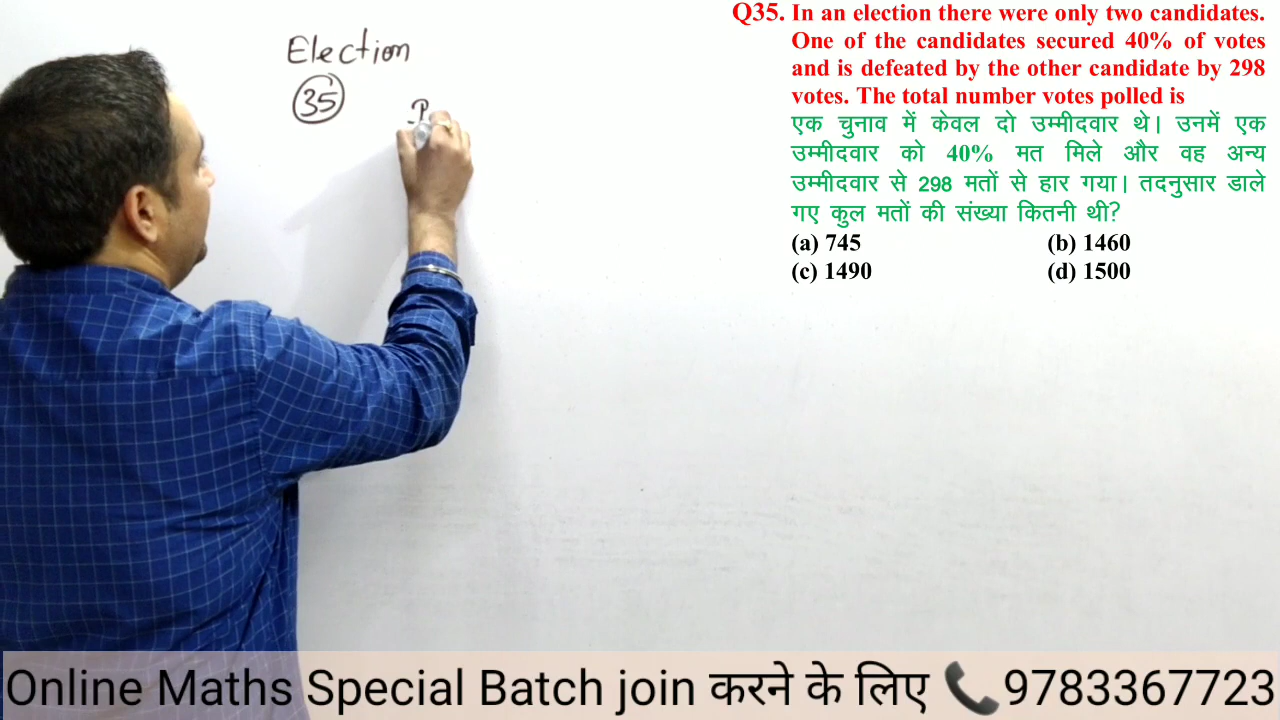 Election
35
P
Q35. In an election there were only two candidates.
One of the candidates secured 40% of votes
and is defeated by the other candidate by 298
votes. The total number votes polled is
एक चुनाव में केवल दो उम्मीदवार थे। उनमें एक
उम्मीदवार को 40% मत मिले और वह अन्य
उम्मीदवार से 298 मतों से हार गया। तदनुसार डाले
गए कुल मतों की संख्या कितनी थी?
(a) 745 (b) 1460
(c) 1490 (d) 1500
Online Maths Special Batch join करने के लिए 📞9783367723